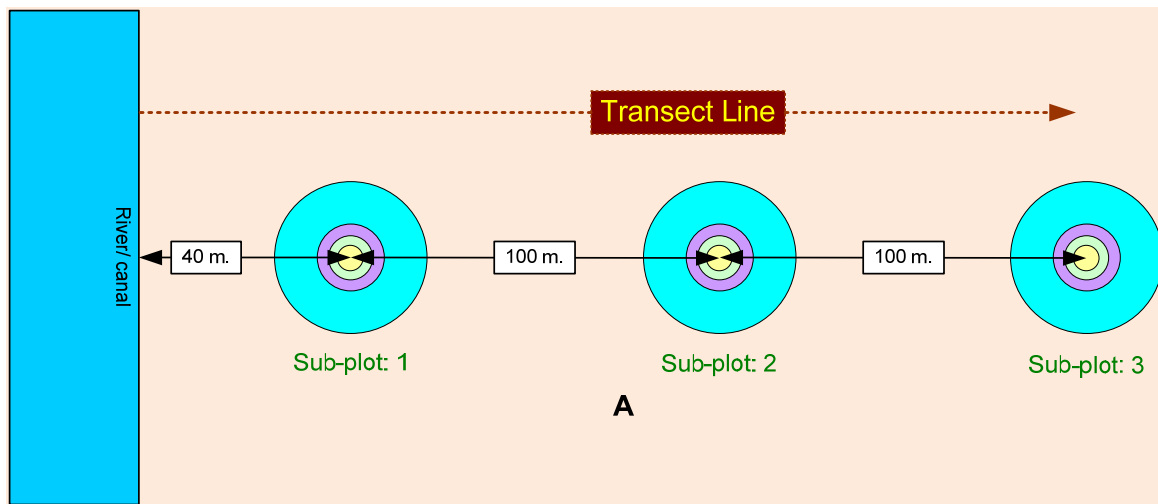 Transect Line
River/ canal
40 m.
100 m.
100 m.
Sub-plot: 1
Sub-plot: 2
Sub-plot: 3
A